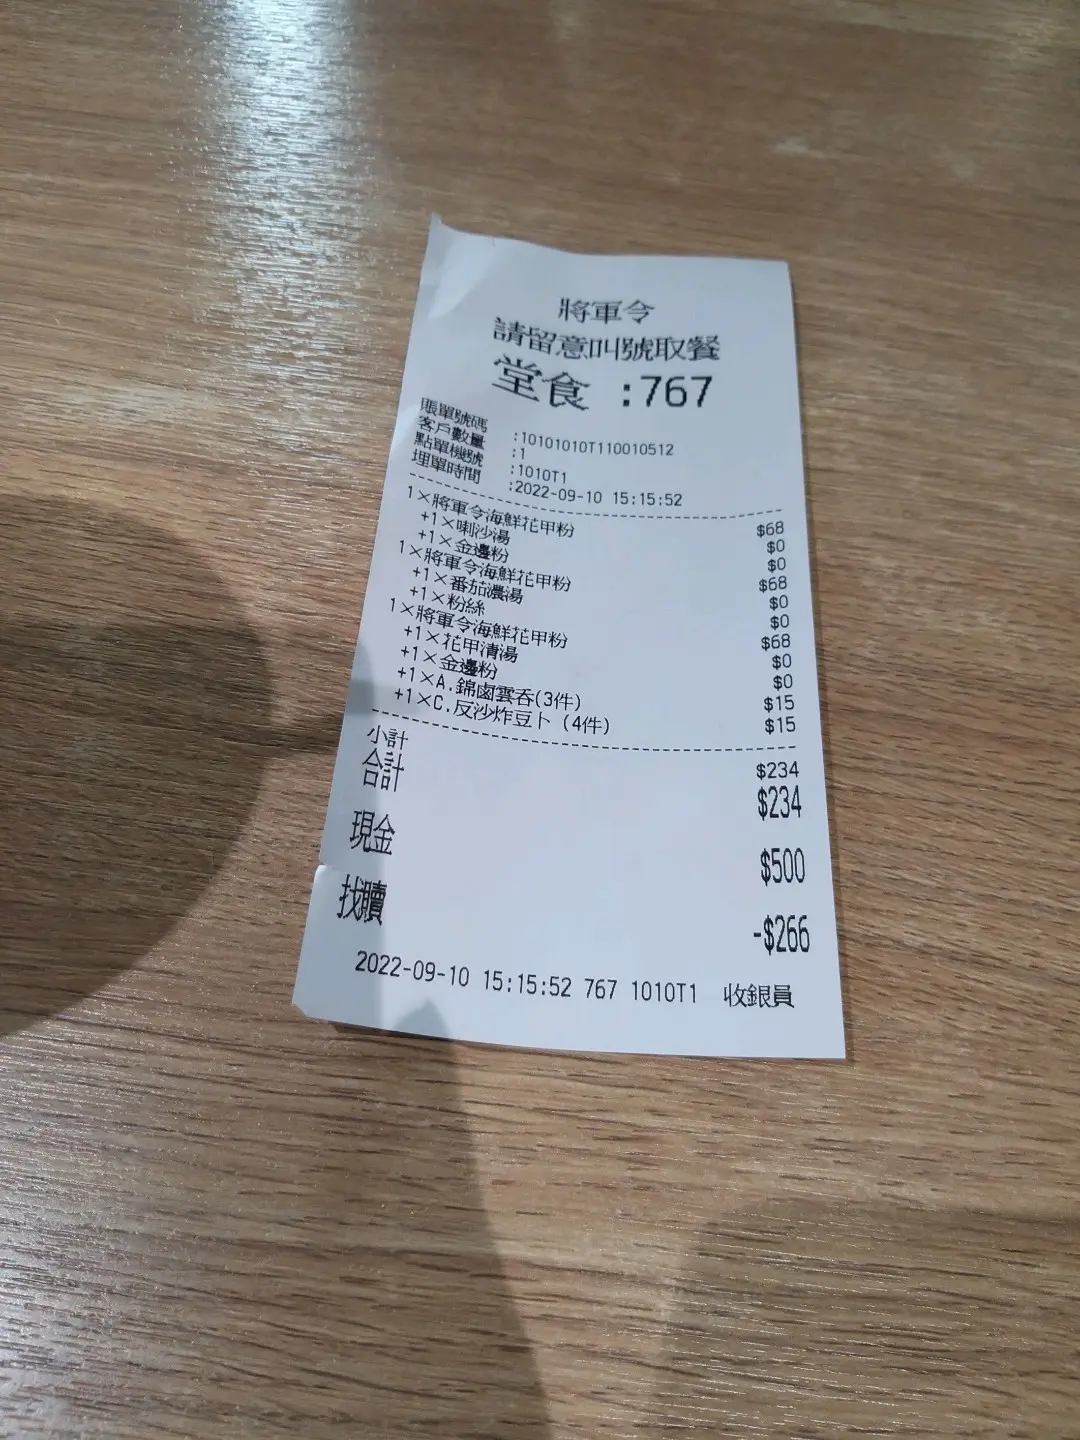 將軍令
請留意叫號取餐
堂食 :767
賬單號碼 :10101010T110010512
客戶數量 :1
點單機號 :1010T1
埋單時間 :2022-09-10 15:15:52
1×將軍令海鮮花甲粉 $68
+1×喇沙湯 $0
+1×金邊粉 $0
1×將軍令海鮮花甲粉 $68
+1×番茄濃湯 $0
+1×粉絲 $0
1×將軍令海鮮花甲粉 $68
+1×花甲清湯 $0
+1×金邊粉 $0
+1×A.錦鹵雲吞(3件) $15
+1×C.反沙炸豆卜 (4件) $15
小計 $234
合計 $234
現金 $500
找贖 -$266
2022-09-10 15:15:52 767 1010T1 收銀員